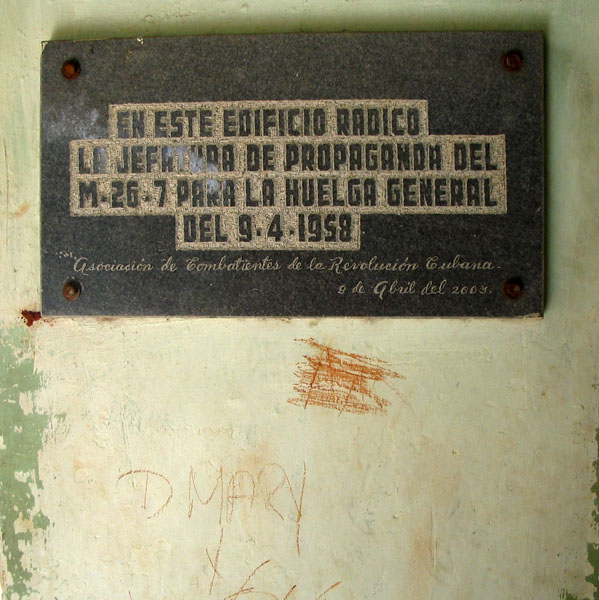 EN ESTE EDIFICIO RADICO
LA JEFATURA DE PROPAGANDA DEL
M-26-7 PARA LA HUELGA GENERAL
DEL 9-4-1958
Asociación de Combatientes de la Revolución Cubana.
9 de Abril del 2003.
D MARY